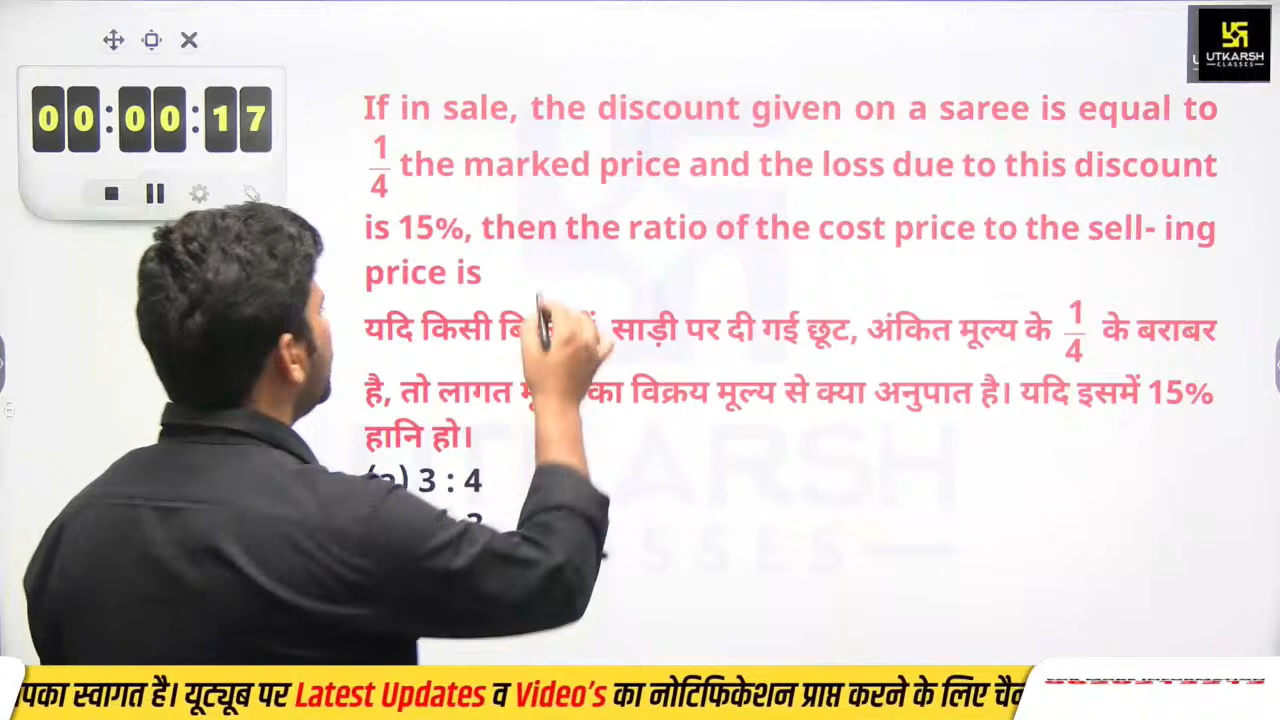 UTKARSH
CLASSES
00:00:17
If in sale, the discount given on a saree is equal to
1/4 the marked price and the loss due to this discount
is 15%, then the ratio of the cost price to the sell- ing
price is
यदि किसी साड़ी पर दी गई छूट, अंकित मूल्य के 1/4 के बराबर
है, तो लागत का विक्रय मूल्य से क्या अनुपात है। यदि इसमें 15%
हानि हो।
3 : 4
स्वागत है। यूट्यूब पर Latest Updates व Video's का नोटिफिकेशन प्राप्त करने के लिए